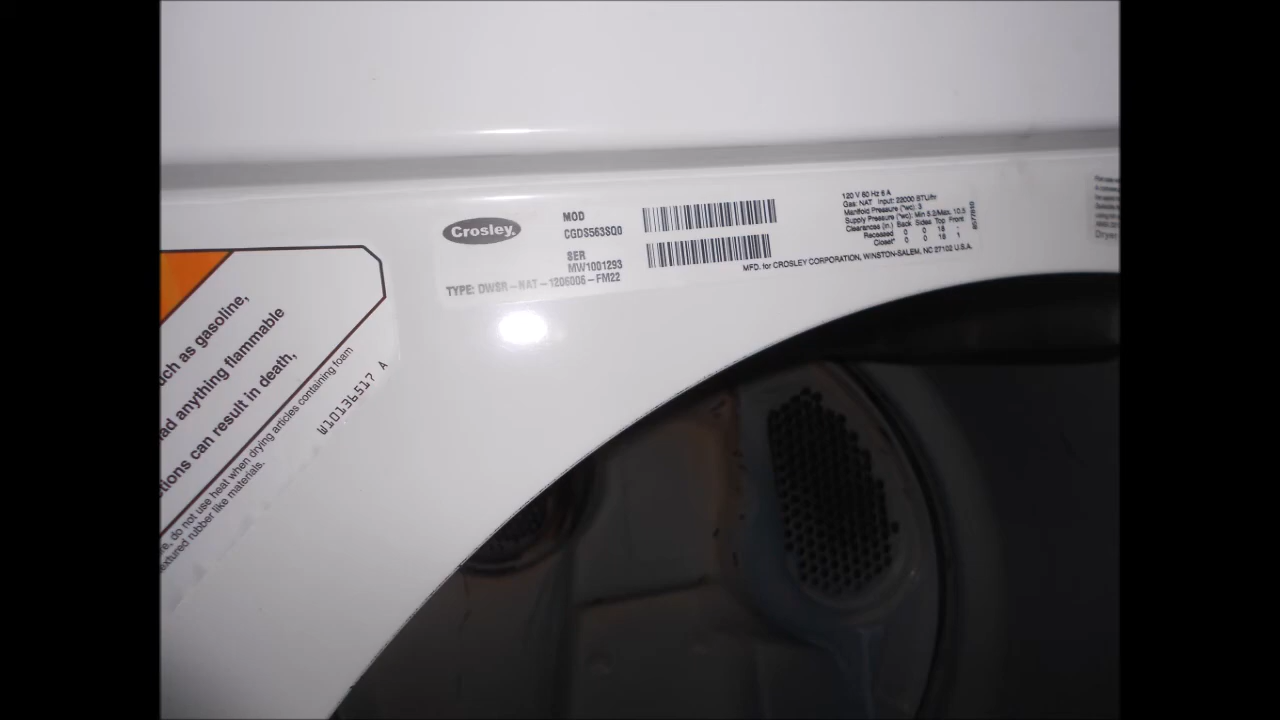 Crosley
MOD
CGDS563SQ0
SER
MW1001293
TYPE: DWSR-NAT-1206006-FM22
120 V 60 Hz 6 A
Gas: NAT Input: 22000 BTU/hr
Manifold Pressure ("wc): 3
Supply Pressure ("wc): Min 5.2/Max. 10.5
Clearances (in.) Back Sides Top Front
Recessed 0 0 18 -
Closet* 0 0 18 1
MFD. for CROSLEY CORPORATION, WINSTON-SALEM, NC 27102 U.S.A.
uch as gasoline,
ad anything flammable
tions can result in death,
do not use heat when drying articles containing foam
textured rubber like materials.
W10136517 A
Dryer